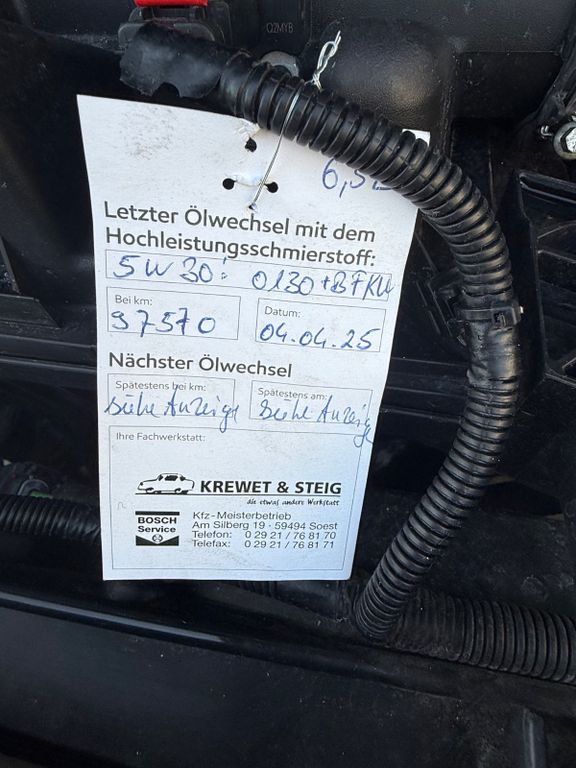 Q2MYB
6,5L
Letzter Ölwechsel mit dem
Hochleistungsschmierstoff:
5W30: 0130 +BFKW
Bei km:
97570
Datum:
04.04.25
Nächster Ölwechsel
Spätestens bei km:
siehe Anzeige
Spätestens am:
siehe Anzeige
Ihre Fachwerkstatt:
KREWET & STEIG
die etwas andere Werkstatt
BOSCH
Service
Kfz-Meisterbetrieb
Am Silberg 19 · 59494 Soest
Telefon: 0 29 21 / 76 81 70
Telefax: 0 29 21 / 76 81 71